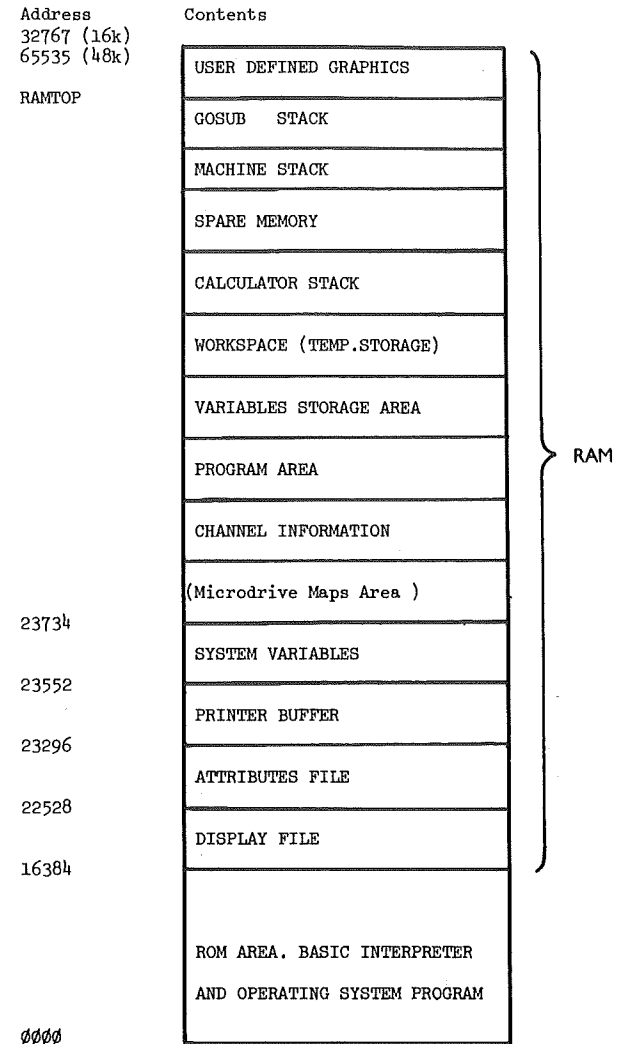 Address Contents
32767 (16k)
65535 (48k)
USER DEFINED GRAPHICS
RAMTOP
GOSUB STACK
MACHINE STACK
SPARE MEMORY
CALCULATOR STACK
WORKSPACE (TEMP.STORAGE)
VARIABLES STORAGE AREA
PROGRAM AREA
RAM
CHANNEL INFORMATION
(Microdrive Maps Area )
23734
SYSTEM VARIABLES
23552
PRINTER BUFFER
23296
ATTRIBUTES FILE
22528
DISPLAY FILE
16384
ROM AREA. BASIC INTERPRETER
AND OPERATING SYSTEM PROGRAM
ØØØØ